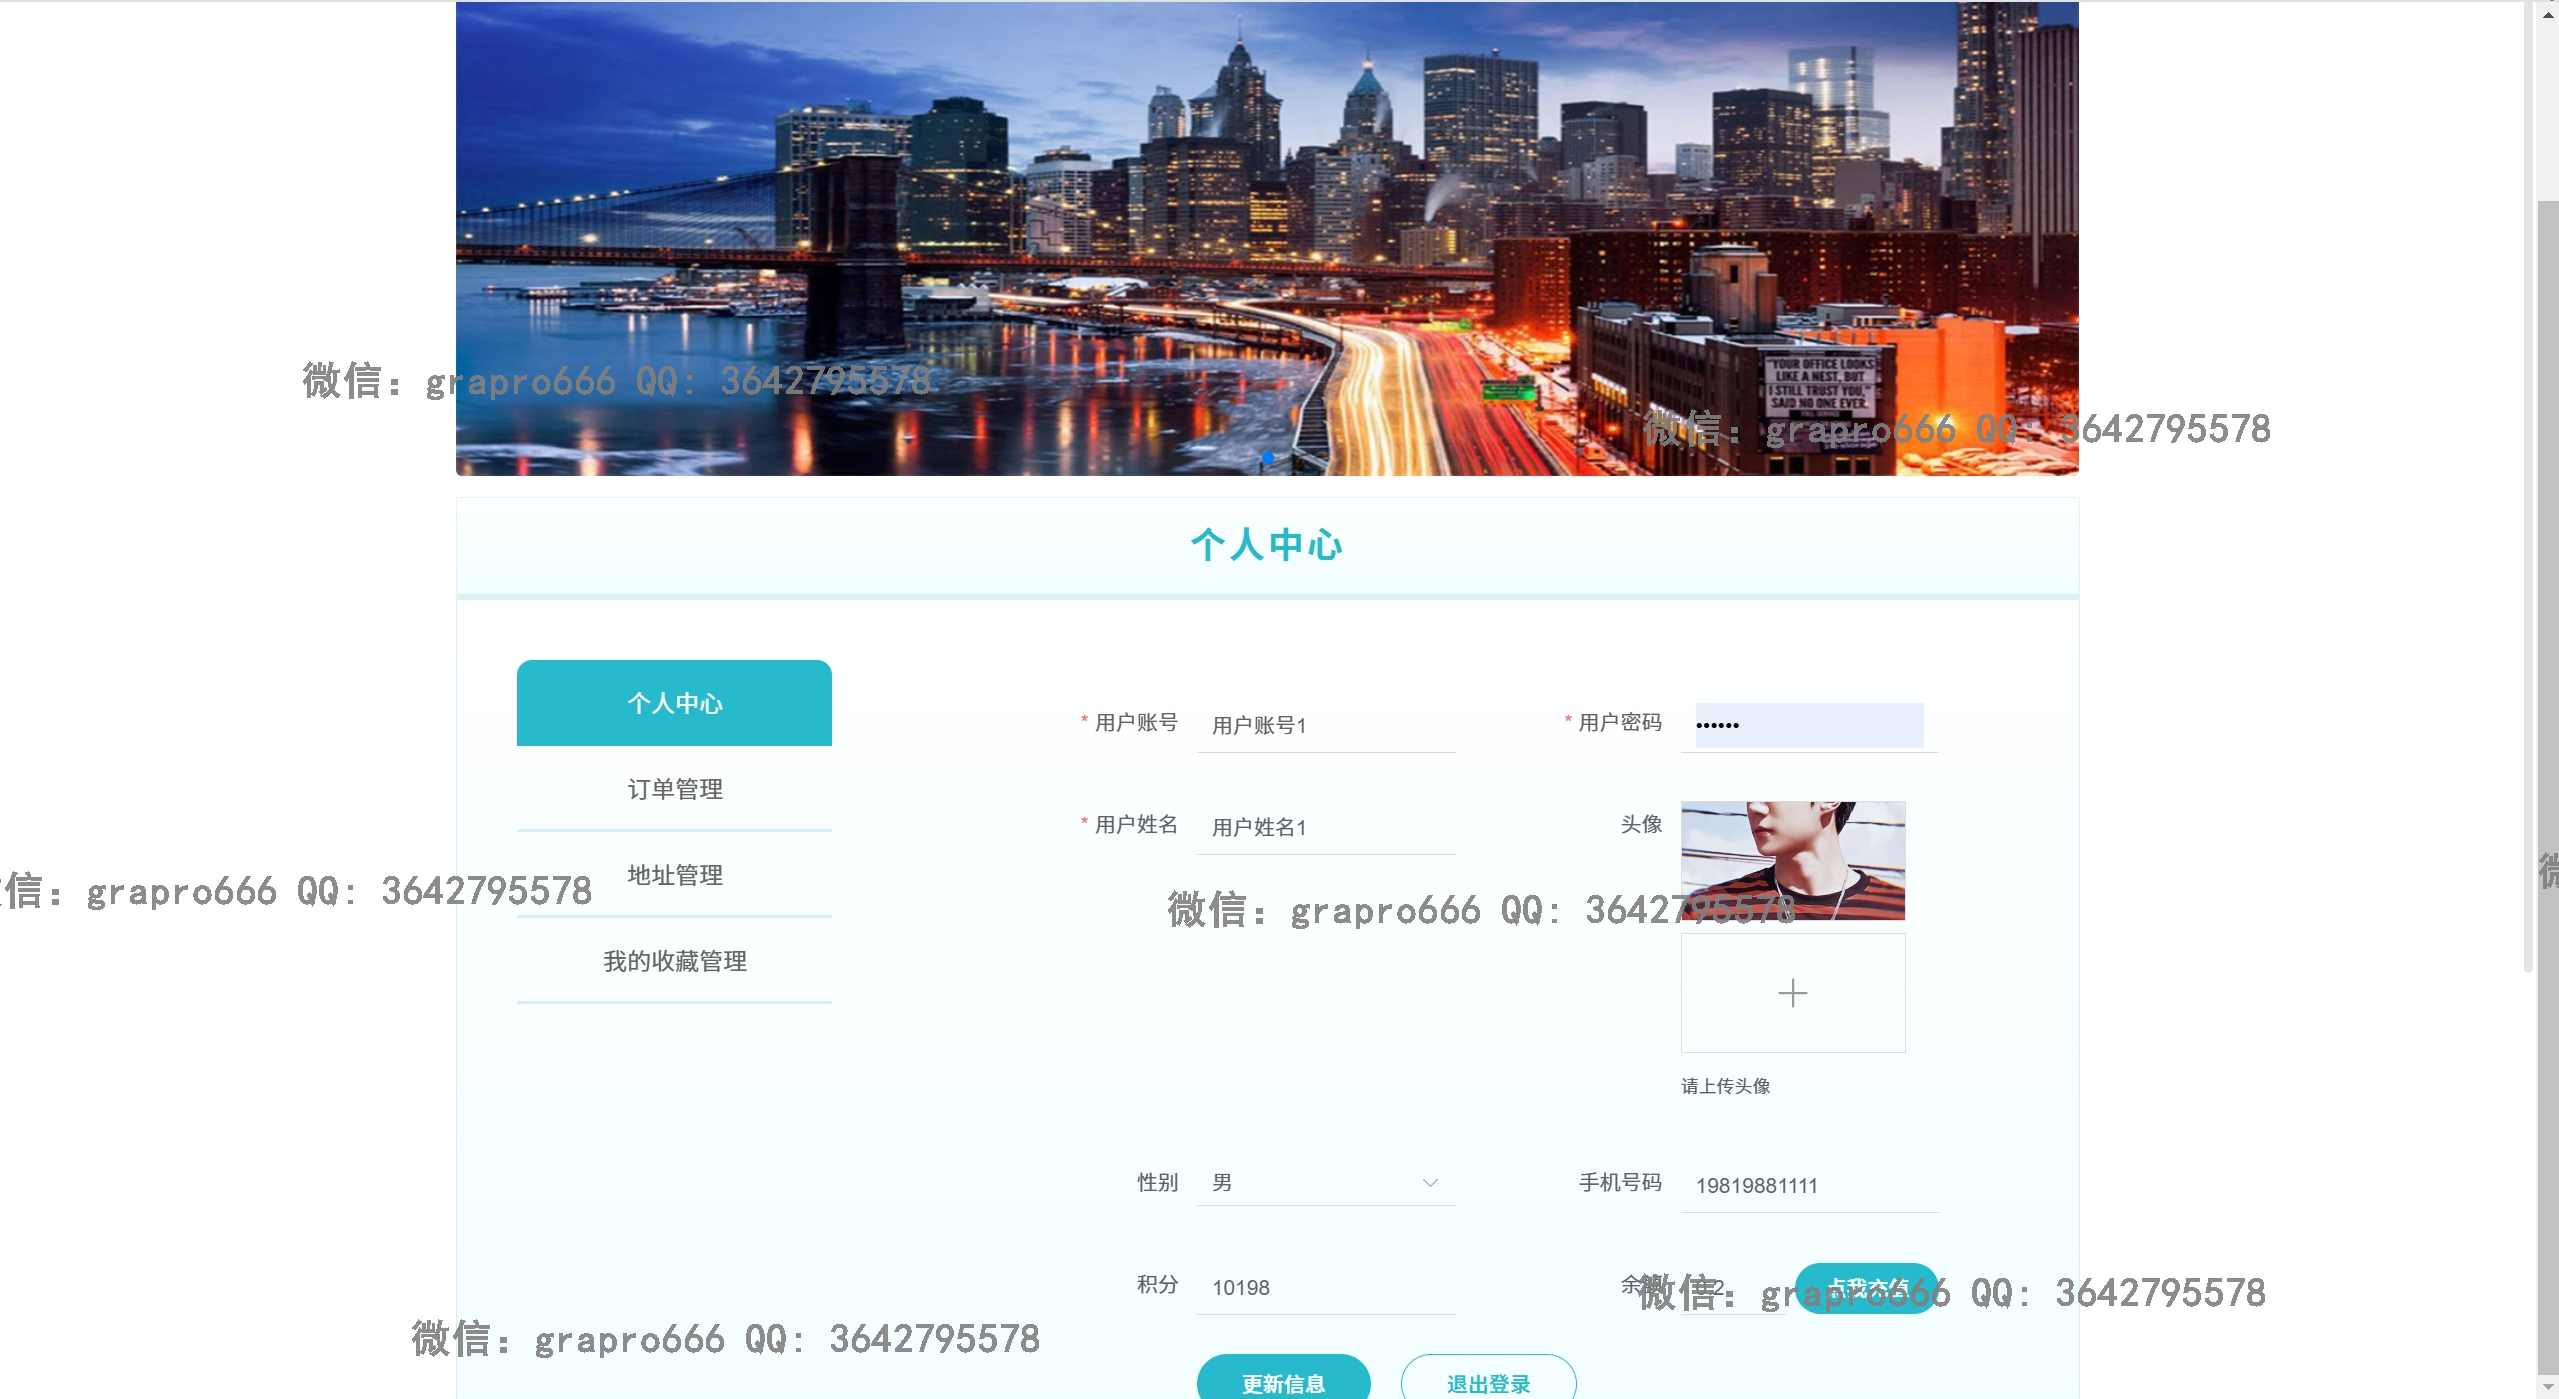 "YOUR OFFICE LOOKS
LIKE A NEST, BUT
I STILL TRUST YOU,"
SAID NO ONE EVER.
微信: grapro666 QQ: 3642795578
微信: grapro666 QQ: 3642795578
个人中心
个人中心
订单管理
地址管理
我的收藏管理
* 用户账号 用户账号1
* 用户密码 ••••••
* 用户姓名 用户姓名1
头像
信: grapro666 QQ: 3642795578
微信: grapro666 QQ: 3642795578
微
请上传头像
性别 男
手机号码 19819881111
积分 10198
点我充值
微信: grapro666 QQ: 3642795578
微信: grapro666 QQ: 3642795578
更新信息
退出登录